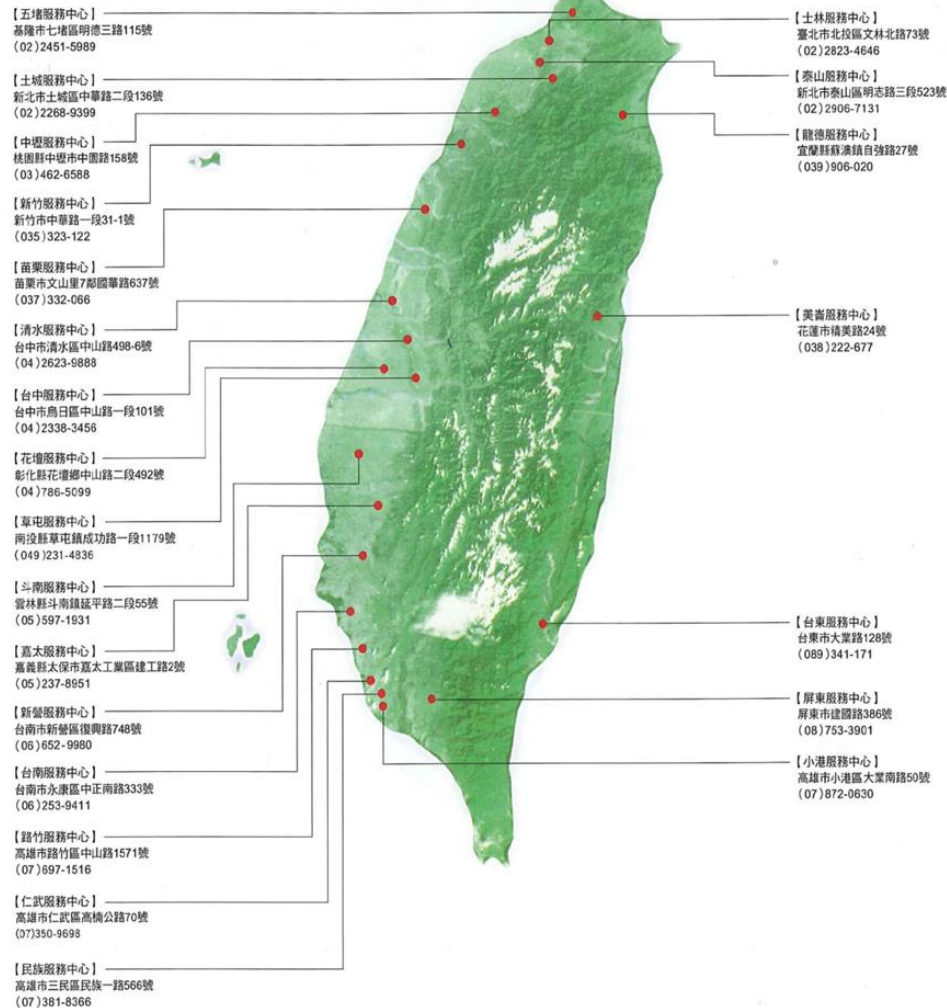 【五堵服務中心】
基隆市七堵區明德三路115號
(02)2451-5989
【土城服務中心】
新北市土城區中華路二段136號
(02)2268-9399
【中壢服務中心】
桃園縣中壢市中園路158號
(03)462-6588
【新竹服務中心】
新竹市中華路一段31-1號
(035)323-122
【苗栗服務中心】
苗栗市文山里7鄰國華路637號
(037)332-066
【清水服務中心】
台中市清水區中山路498-6號
(04)2623-9888
【台中服務中心】
台中市烏日區中山路一段101號
(04)2338-3456
【花壇服務中心】
彰化縣花壇鄉中山路二段492號
(04)786-5099
【草屯服務中心】
南投縣草屯鎮成功路一段1179號
(049)231-4836
【斗南服務中心】
雲林縣斗南鎮延平路二段55號
(05)597-1931
【嘉太服務中心】
嘉義縣太保市嘉太工業區建工路2號
(05)237-8951
【新營服務中心】
台南市新營區復興路748號
(06)652-9980
【台南服務中心】
台南市永康區中正南路333號
(06)253-9411
【路竹服務中心】
高雄市路竹區中山路1571號
(07)697-1516
【仁武服務中心】
高雄市仁武區高楠公路70號
(07)350-9698
【民族服務中心】
高雄市三民區民族一路566號
(07)381-8366
【士林服務中心】
臺北市北投區文林北路73號
(02)2823-4646
【泰山服務中心】
新北市泰山區明志路三段523號
(02)2906-7131
【龍德服務中心】
宜蘭縣蘇澳鎮自強路27號
(039)906-020
【美崙服務中心】
花蓮市精美路24號
(038)222-677
【台東服務中心】
台東市大業路128號
(089)341-171
【屏東服務中心】
屏東市建國路386號
(08)753-3901
【小港服務中心】
高雄市小港區大業南路50號
(07)872-0630